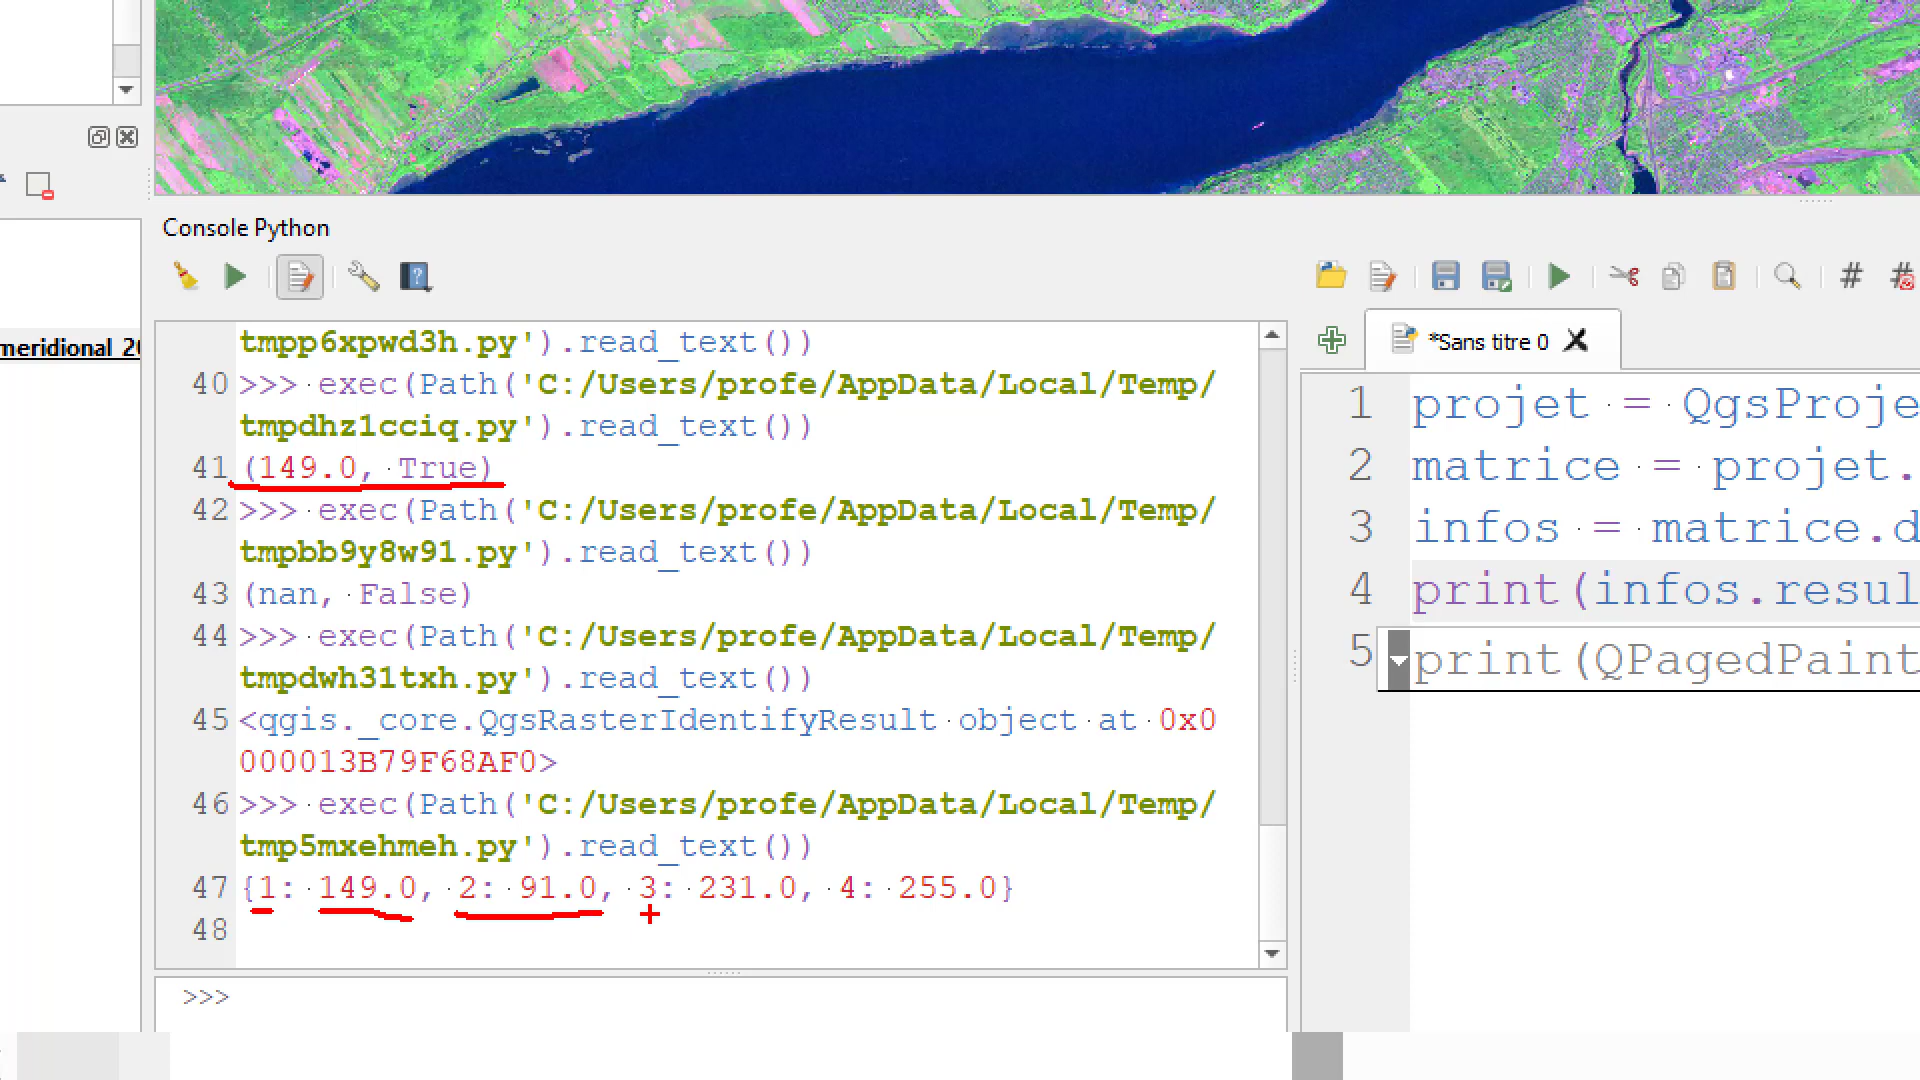 meridional_20
Console Python
tmpp6xpwd3h.py').read_text())
40 >>> exec(Path('C:/Users/profe/AppData/Local/Temp/
tmpdhz1cciq.py').read_text())
41 (149.0, True)
42 >>> exec(Path('C:/Users/profe/AppData/Local/Temp/
tmpbb9y8w91.py').read_text())
43 (nan, False)
44 >>> exec(Path('C:/Users/profe/AppData/Local/Temp/
tmpdwh31txh.py').read_text())
45 <qgis._core.QgsRasterIdentifyResult object at 0x0
000013B79F68AF0>
46 >>> exec(Path('C:/Users/profe/AppData/Local/Temp/
tmp5mxehmeh.py').read_text())
47 {1: 149.0, 2: 91.0, 3: 231.0, 4: 255.0}
48
>>>
*Sans titre 0
1 projet = QgsProje
2 matrice = projet.
3 infos = matrice.d
4 print(infos.resul
5 print(QPagedPaint